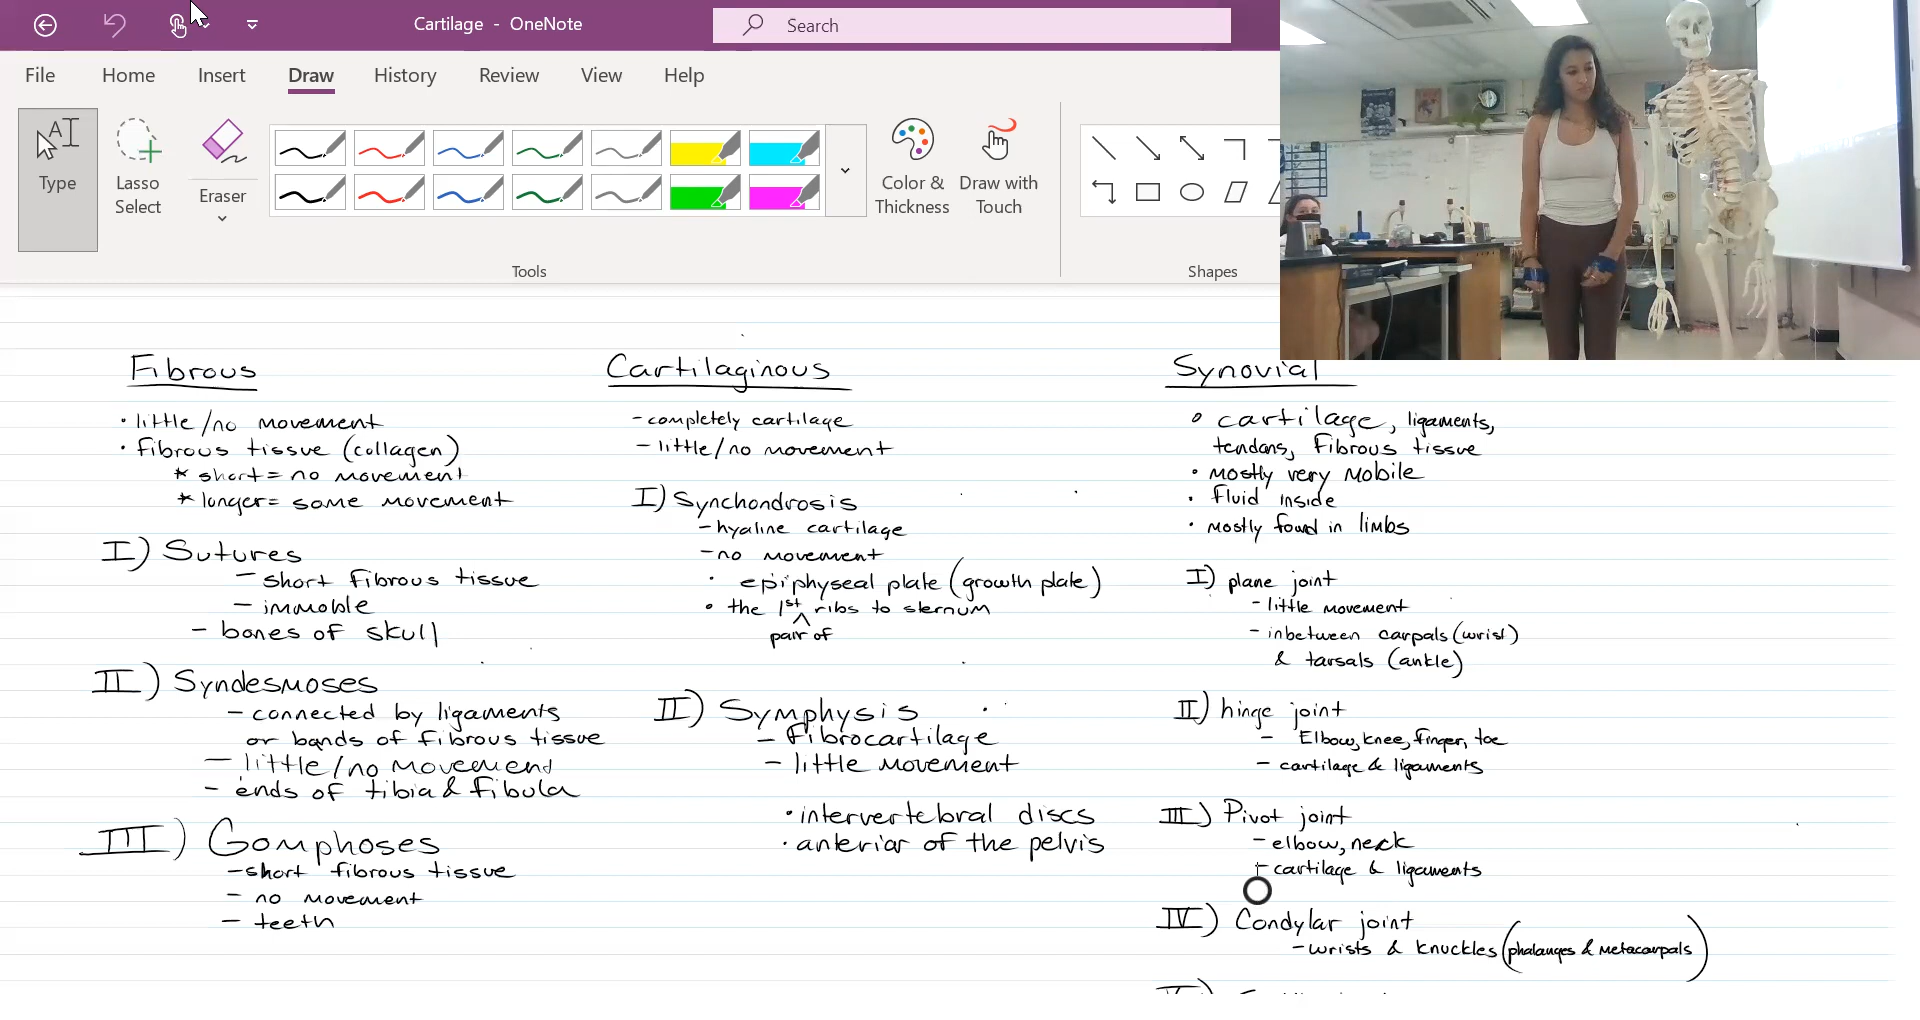 Cartilage - OneNote
Search
File Home Insert Draw History Review View Help
Type
Lasso Select
Eraser
Color & Thickness
Draw with Touch
Tools
Shapes
Fibrous
• little/no movement
• fibrous tissue (collagen)
* short = no movement
* longer = some movement
I) Sutures
- short fibrous tissue
- immoble
- bones of skull
II) Syndesmoses
- connected by ligaments
or bands of fibrous tissue
- little/no movement
- ends of tibia & fibula
III) Gomphoses
- short fibrous tissue
- no movement
- teeth
Cartilaginous
- completely cartilage
- little/no movement
I) Synchondrosis
- hyaline cartilage
- no movement
• epiphyseal plate (growth plate)
• the 1st ^ ribs to sternum
pair of
II) Symphysis
- fibrocartilage
- little movement
• intervertebral discs
• anterior of the pelvis
Synovial
• cartilage, ligaments,
tendons, fibrous tissue
• mostly very mobile
• fluid inside
• mostly found in limbs
I) plane joint
- little movement
- inbetween carpals (wrist)
& tarsals (ankle)
II) hinge joint
- Elbow, knee, finger, toe
- cartilage & ligaments
III) Pivot joint
- elbow, neck
- cartilage & ligaments
IV) Condylar joint
- wrists & knuckles (phalanges & metacarpals)